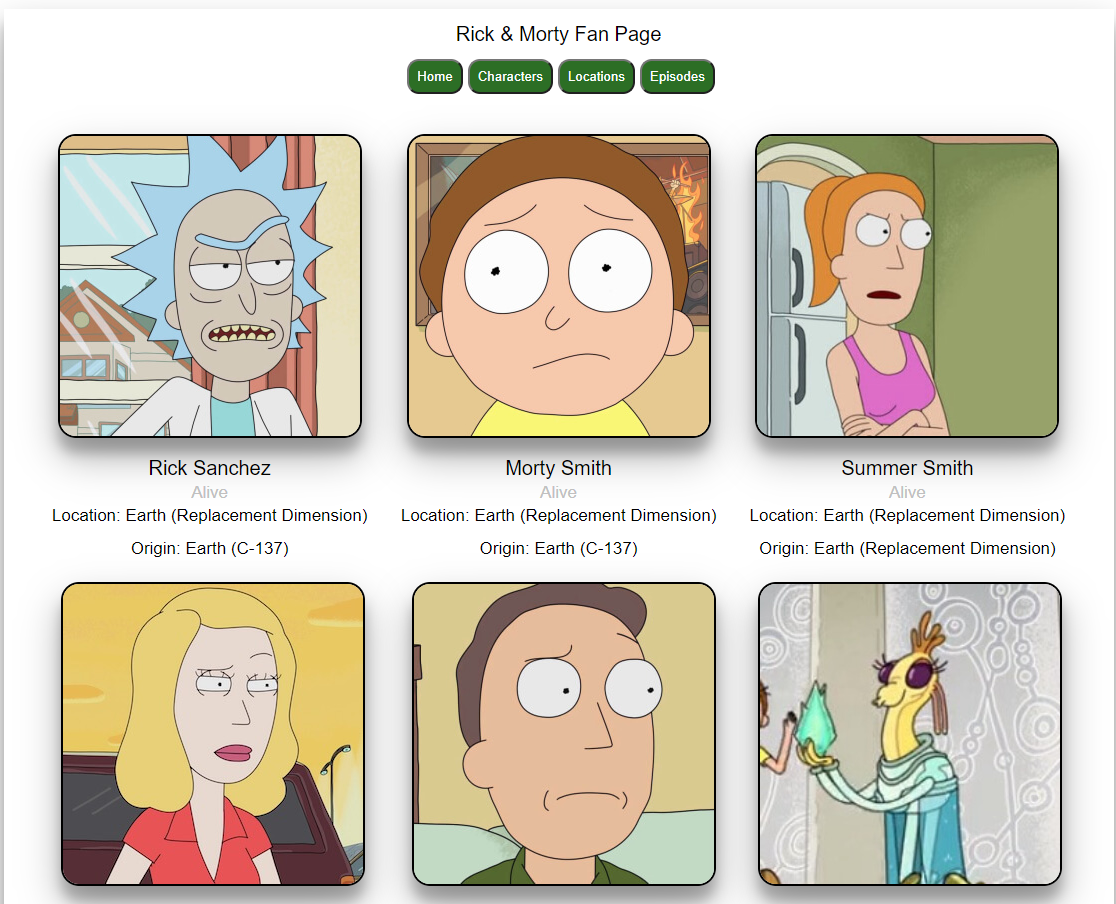 Rick & Morty Fan Page
Home Characters Locations Episodes
Rick Sanchez
Alive
Location: Earth (Replacement Dimension)
Origin: Earth (C-137)
Morty Smith
Alive
Location: Earth (Replacement Dimension)
Origin: Earth (C-137)
Summer Smith
Alive
Location: Earth (Replacement Dimension)
Origin: Earth (Replacement Dimension)